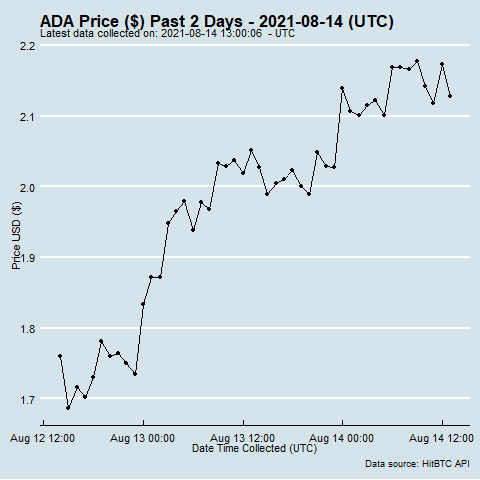 ADA Price ($) Past 2 Days - 2021-08-14 (UTC)
Latest data collected on: 2021-08-14 13:00:06 - UTC
2.2
2.1
2.0
1.9
1.8
1.7
Price USD ($)
Aug 12 12:00 Aug 13 00:00 Aug 13 12:00 Aug 14 00:00 Aug 14 12:00
Date Time Collected (UTC)
Data source: HitBTC API